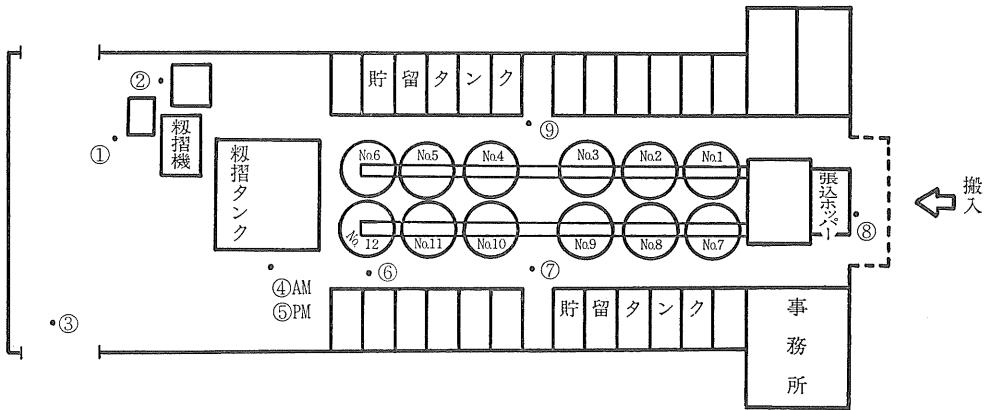 ②
①
籾摺機
籾摺タンク
③
④AM
⑤PM
貯留タンク
⑨
No.6
No.5
No.4
No.3
No.2
No.1
No.12
No.11
No.10
No.9
No.8
No.7
⑥
⑦
貯留タンク
張込ホッパー
⑧
搬入
事務所